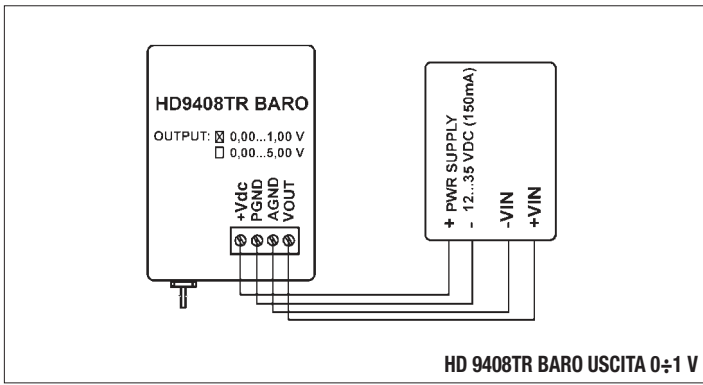 HD9408TR BARO
OUTPUT: ☒ 0,00...1,00 V
☐ 0,00...5,00 V
+Vdc
PGND
AGND
VOUT
+ PWR SUPPLY
- 12...35 VDC (150mA)
-VIN
+VIN
HD 9408TR BARO USCITA 0÷1 V